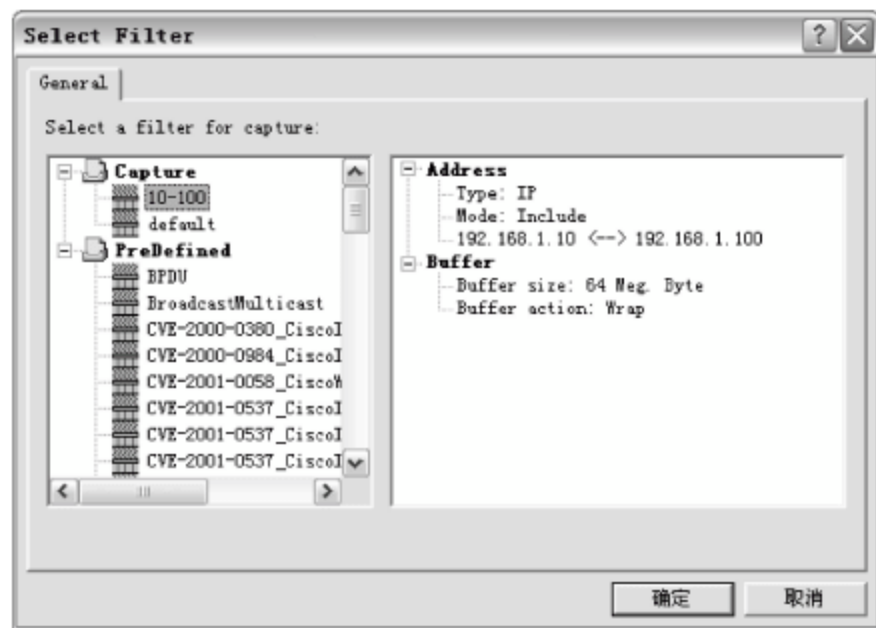 Select Filter
General
Select a filter for capture:
Capture
10-100
default
PreDefined
BPDU
BroadcastMulticast
CVE-2000-0380_CiscoI
CVE-2000-0984_CiscoI
CVE-2001-0058_CiscoW
CVE-2001-0537_CiscoI
CVE-2001-0537_CiscoI
CVE-2001-0537_CiscoI
Address
Type: IP
Mode: Include
192.168.1.10 <--> 192.168.1.100
Buffer
Buffer size: 64 Meg. Byte
Buffer action: Wrap
确定
取消